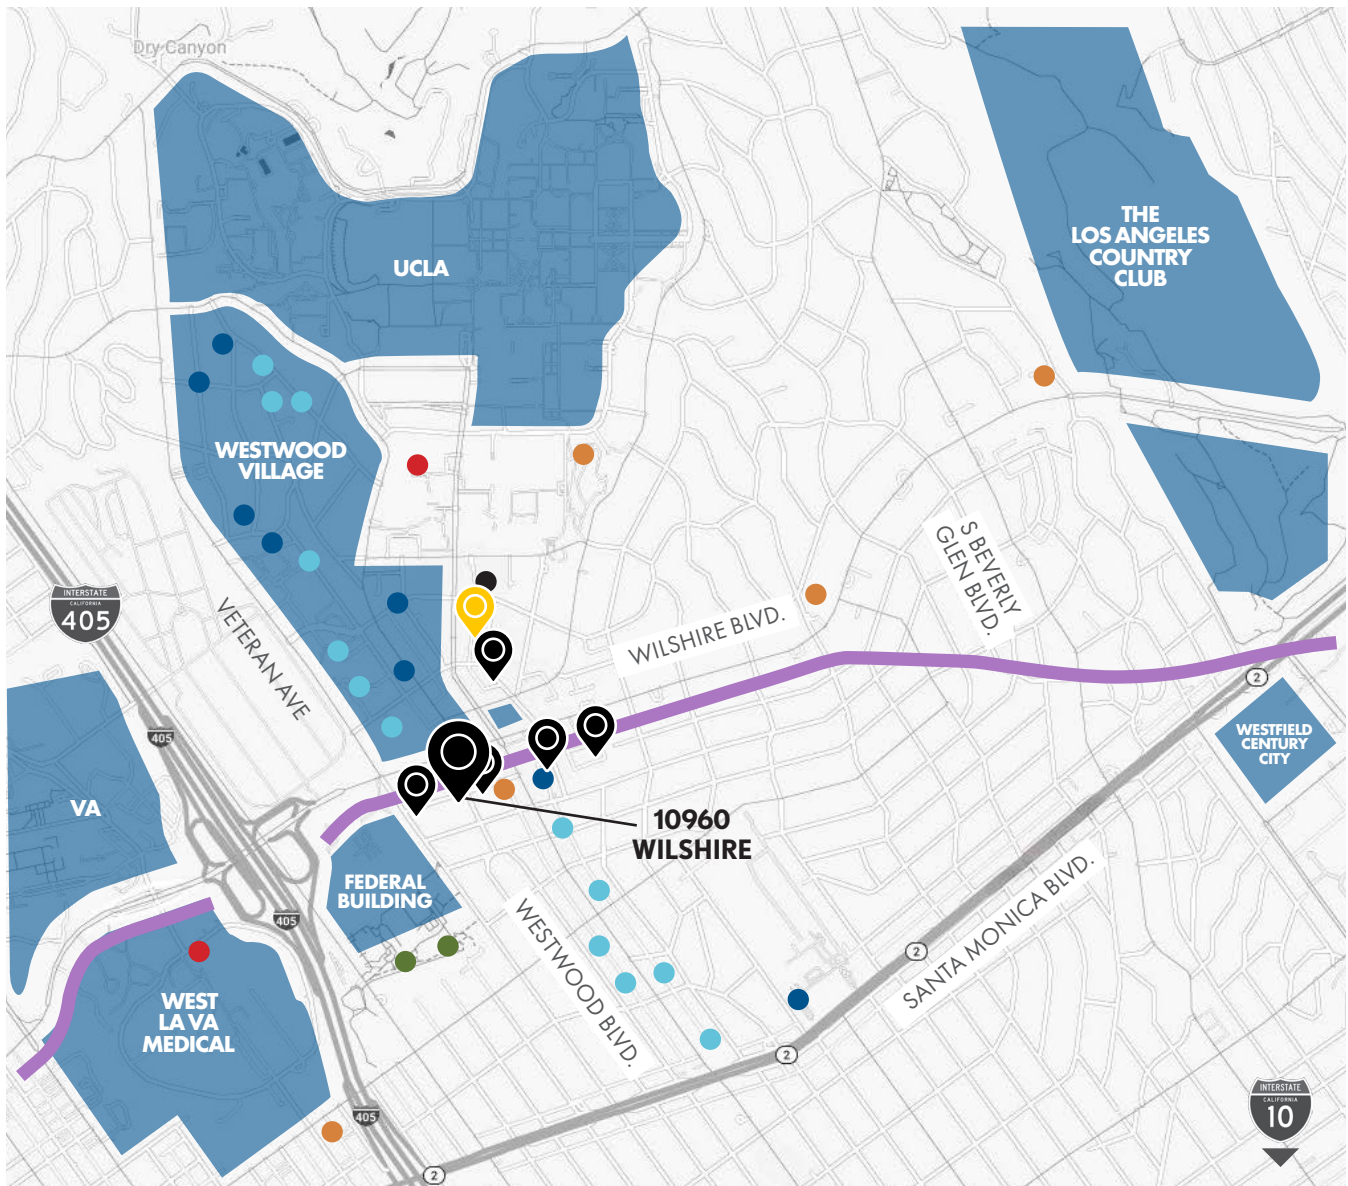 Dry Canyon
THE
LOS ANGELES
COUNTRY
CLUB
UCLA
WESTWOOD
VILLAGE
S BEVERLY
GLEN BLVD.
INTERSTATE
CALIFORNIA
405
VETERAN AVE
WILSHIRE BLVD.
2
405
WESTFIELD
CENTURY
CITY
VA
10960
WILSHIRE
FEDERAL
BUILDING
405
WESTWOOD BLVD.
SANTA MONICA BLVD.
2
WEST
LA VA
MEDICAL
2
INTERSTATE
CALIFORNIA
10
405
2